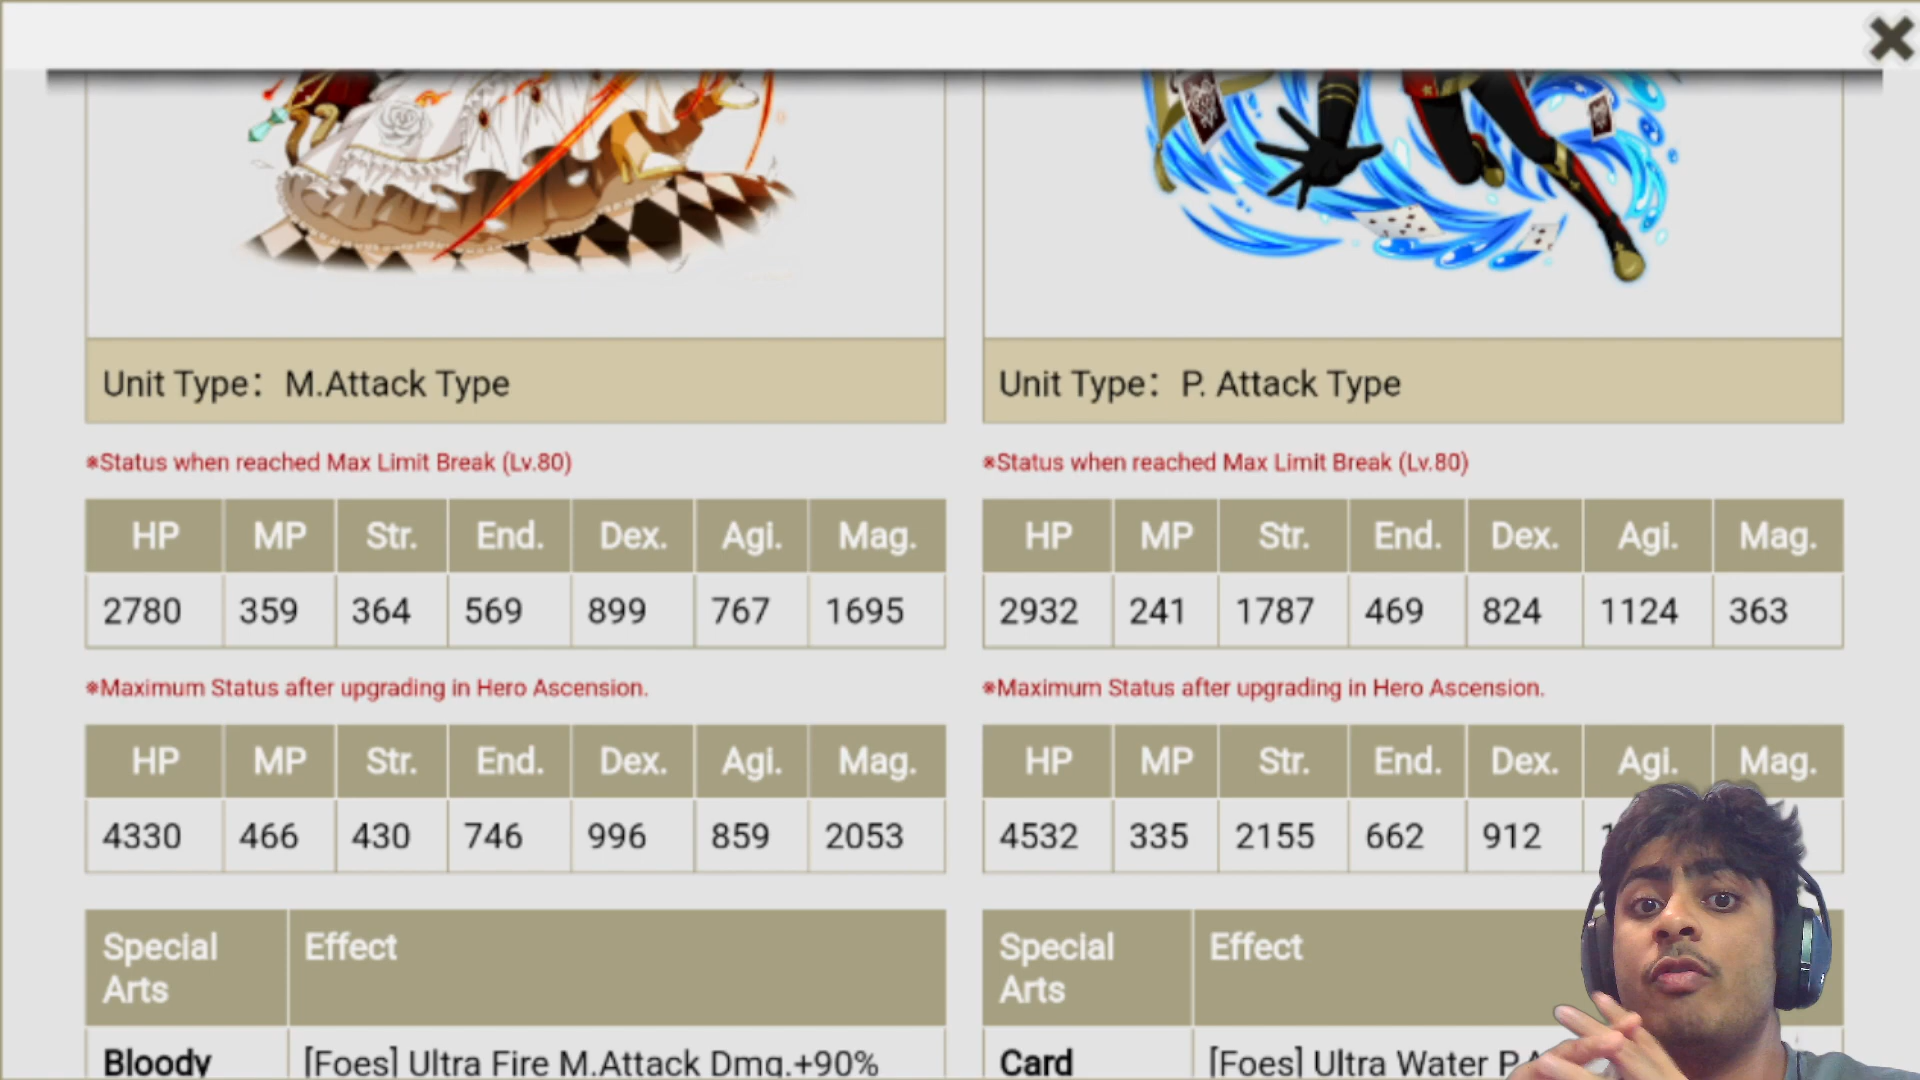 Unit Type： M.Attack Type
※Status when reached Max Limit Break (Lv.80)
HP MP Str. End. Dex. Agi. Mag.
2780 359 364 569 899 767 1695
※Maximum Status after upgrading in Hero Ascension.
HP MP Str. End. Dex. Agi. Mag.
4330 466 430 746 996 859 2053
Special Effect
Arts
Bloody [Foes] Ultra Fire M.Attack Dmg.+90%
Unit Type： P. Attack Type
※Status when reached Max Limit Break (Lv.80)
HP MP Str. End. Dex. Agi. Mag.
2932 241 1787 469 824 1124 363
※Maximum Status after upgrading in Hero Ascension.
HP MP Str. End. Dex. Agi. Mag.
4532 335 2155 662 912
Special Effect
Arts
Card [Foes] Ultra Water